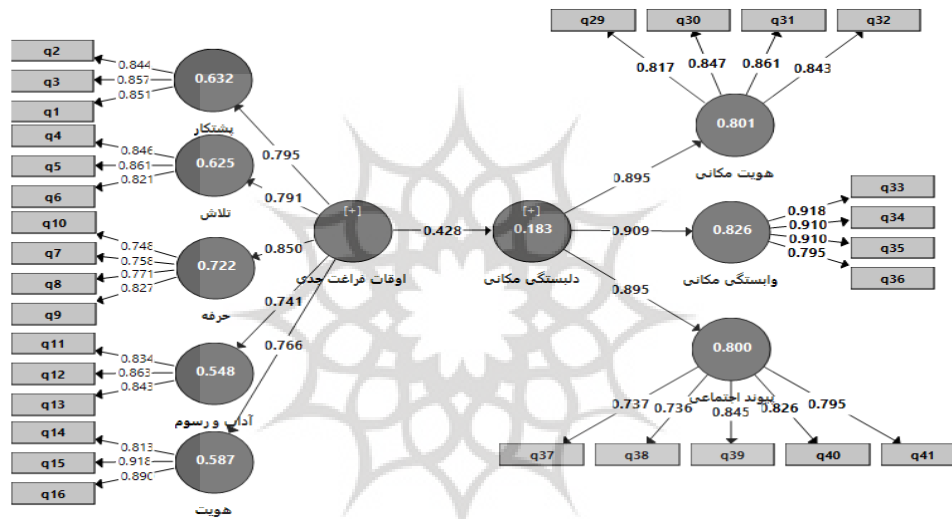 q29
q30
q31
q32
0.817
0.847
0.861
0.843
0.801
هویت مکانی
q2
q3
q1
0.844
0.857
0.851
0.632
پشتکار
q4
q5
q6
0.846
0.861
0.821
0.625
تلاش
q10
q7
q8
q9
0.748
0.758
0.771
0.827
0.722
حرفه
q11
q12
q13
0.834
0.863
0.843
0.548
آداب و رسوم
q14
q15
q16
0.813
0.918
0.890
0.587
هویت
0.795
0.791
0.850
0.741
0.766
[+]
اوقات فراغت جدی
0.428
[+]
0.183
دلبستگی مکانی
0.895
0.909
0.895
0.826
وابستگی مکانی
0.918
0.910
0.910
0.795
q33
q34
q35
q36
0.800
پیوند اجتماعی
0.737
0.736
0.845
0.826
0.795
q37
q38
q39
q40
q41